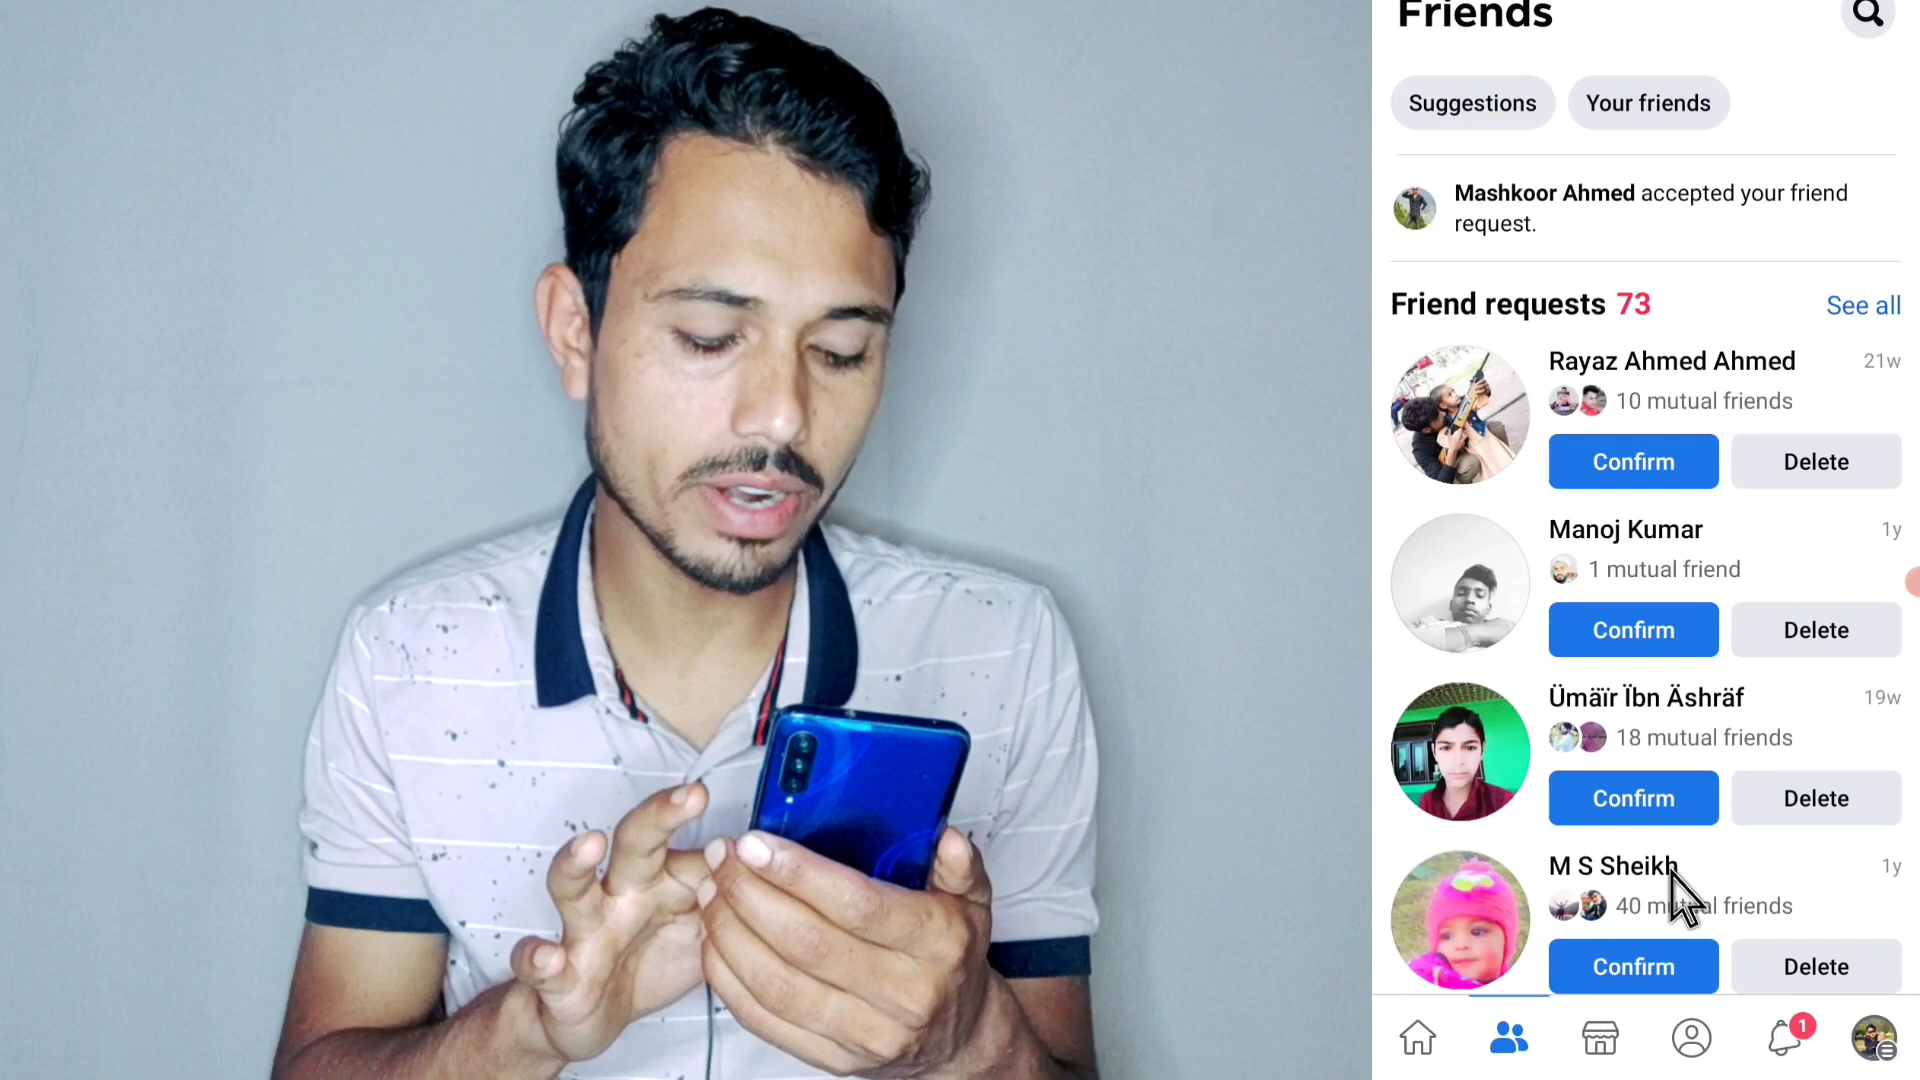 Friends
Suggestions Your friends
Mashkoor Ahmed accepted your friend
request.
Friend requests 73 See all
Rayaz Ahmed Ahmed 21w
10 mutual friends
Confirm Delete
Manoj Kumar 1y
1 mutual friend
Confirm Delete
Ümäïr Ïbn Äshräf 19w
18 mutual friends
Confirm Delete
M S Sheikh 1y
40 mutual friends
Confirm Delete
1